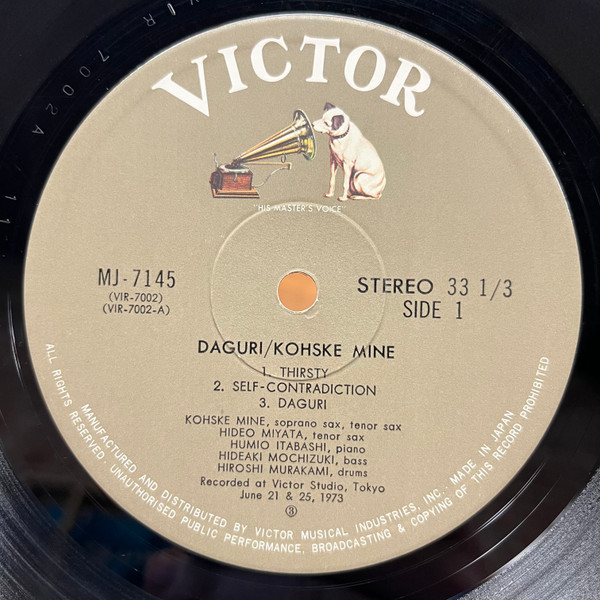 VICTOR
"HIS MASTER'S VOICE"
MJ-7145
(VIR-7002)
(VIR-7002-A)
STEREO 33 1/3
SIDE 1
DAGURI/KOHSKE MINE
1. THIRSTY
2. SELF-CONTRADICTION
3. DAGURI
KOHSKE MINE, soprano sax, tenor sax
HIDEO MIYATA, tenor sax
HUMIO ITABASHI, piano
HIDEAKI MOCHIZUKI, bass
HIROSHI MURAKAMI, drums
Recorded at Victor Studio, Tokyo
June 21 & 25, 1973
③
MANUFACTURED AND DISTRIBUTED BY VICTOR MUSICAL INDUSTRIES, INC., MADE IN JAPAN
ALL RIGHTS RESERVED. UNAUTHORISED PUBLIC PERFORMANCE, BROADCASTING & COPYING OF THIS RECORD PROHIBITED
VIR 7002A